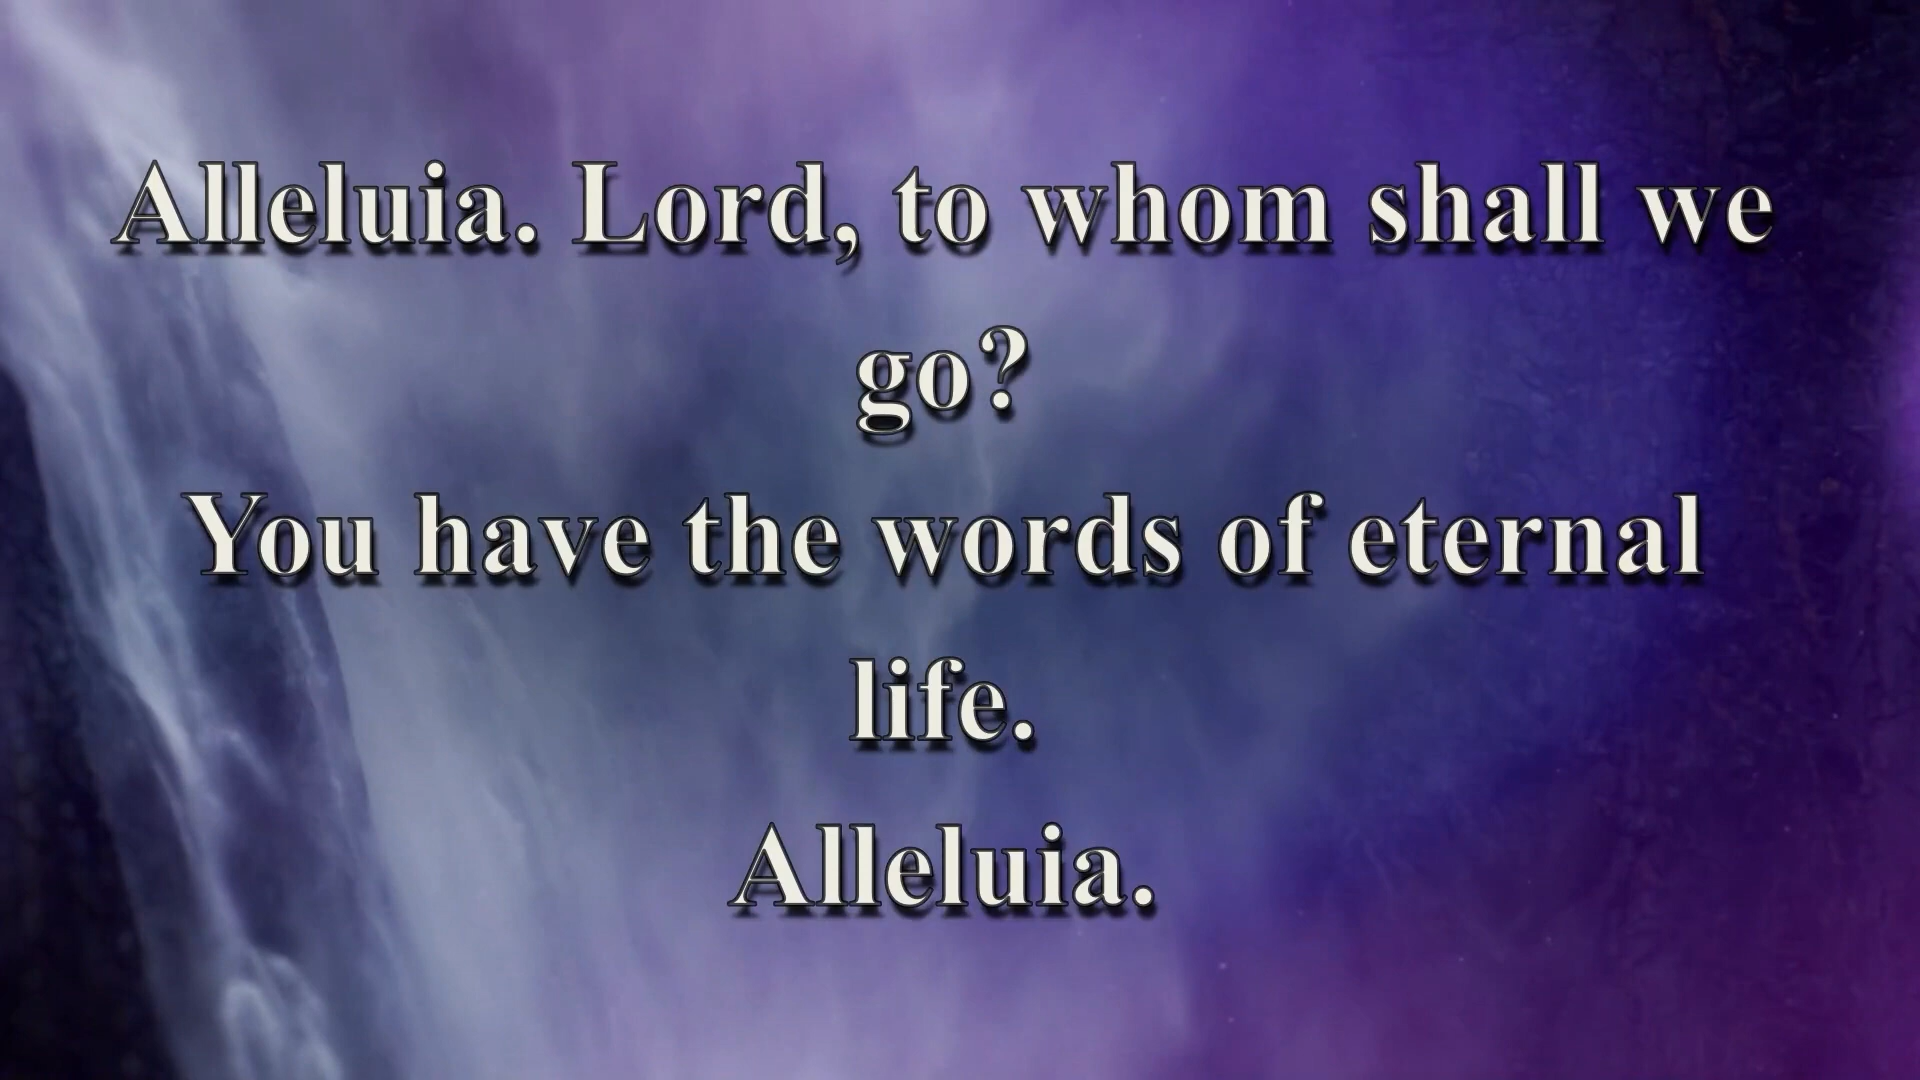 Alleluia. Lord, to whom shall we
go?
You have the words of eternal
life.
Alleluia.